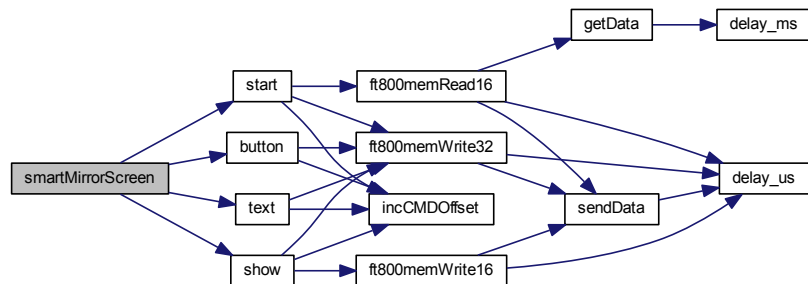 smartMirrorScreen
start
button
text
show
ft800memRead16
ft800memWrite32
incCMDOffset
ft800memWrite16
getData
sendData
delay_ms
delay_us